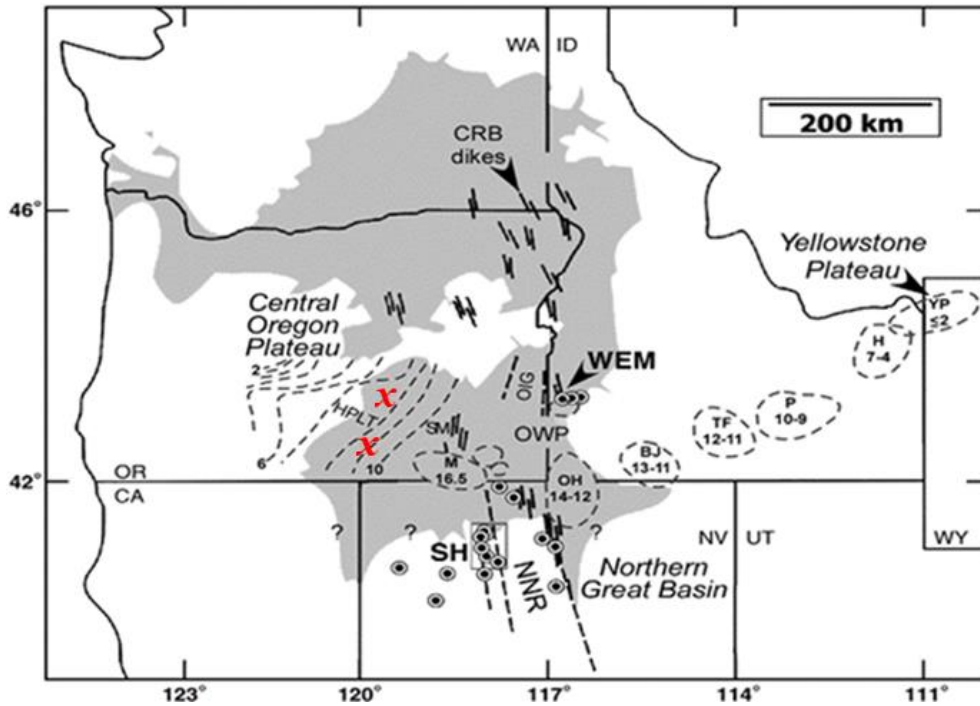 WA ID
200 km
CRB
dikes
46°
Yellowstone
Plateau
YP
≤2
Central
Oregon
Plateau
H
7-4
2
WEM
x
OIG
P
10-9
HPLT
SM
OWP
TF
12-11
x
BJ
13-11
6
10
M
16.5
OH
14-12
OR
42°
CA
?
?
?
NV UT
WY
SH
NNR
Northern
Great Basin
123° 120° 117° 114° 111°